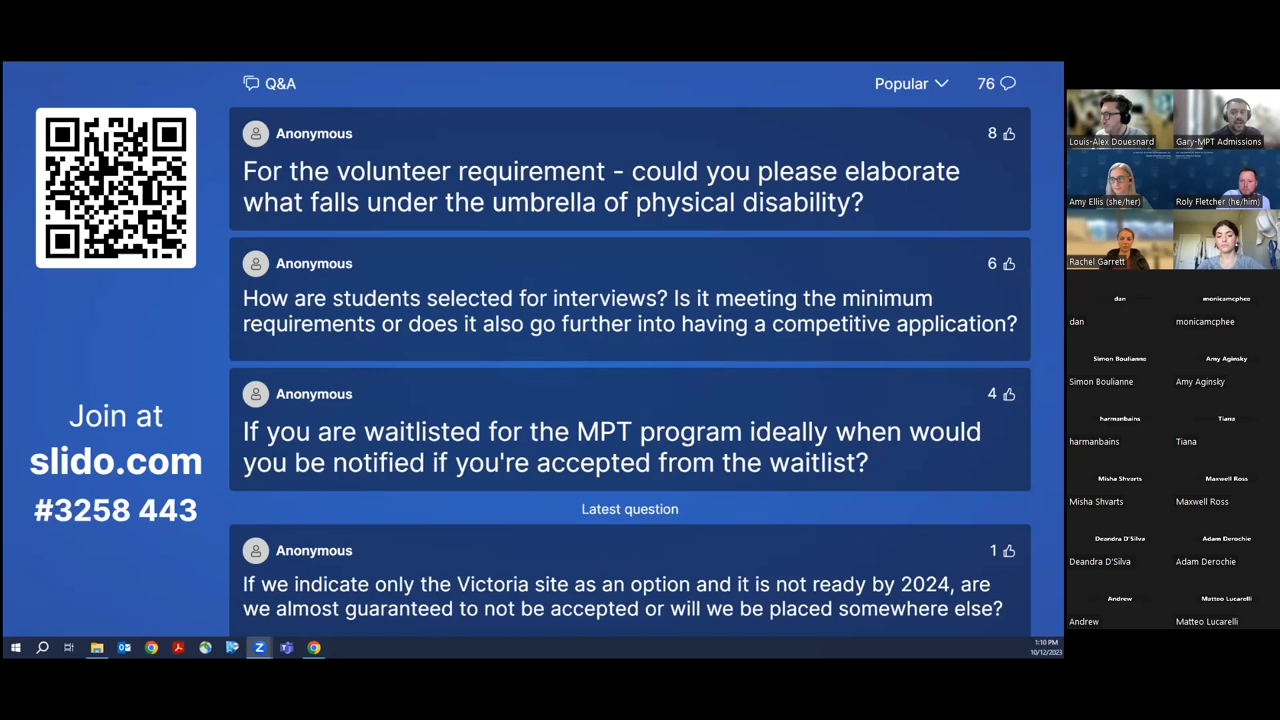 Q&A
Popular
76
Anonymous
8
For the volunteer requirement - could you please elaborate
what falls under the umbrella of physical disability?
Anonymous
6
How are students selected for interviews? Is it meeting the minimum
requirements or does it also go further into having a competitive application?
Anonymous
4
If you are waitlisted for the MPT program ideally when would
you be notified if you're accepted from the waitlist?
Latest question
Anonymous
1
If we indicate only the Victoria site as an option and it is not ready by 2024, are
we almost guaranteed to not be accepted or will we be placed somewhere else?
Join at
slido.com
#3258 443
1:10 PM
10/12/2023
Louis-Alex Douesnard
Gary-MPT Admissions
Amy Ellis (she/her)
Roly Fletcher (he/him)
Rachel Garrett
dan
monicamcphee
dan
monicamcphee
Simon Boulianne
Amy Aginsky
Simon Boulianne
Amy Aginsky
harmanbains
Tiana
harmanbains
Tiana
Misha Shvarts
Maxwell Ross
Misha Shvarts
Maxwell Ross
Deandra D'Silva
Adam Derochie
Deandra D'Silva
Adam Derochie
Andrew
Matteo Lucarelli
Andrew
Matteo Lucarelli